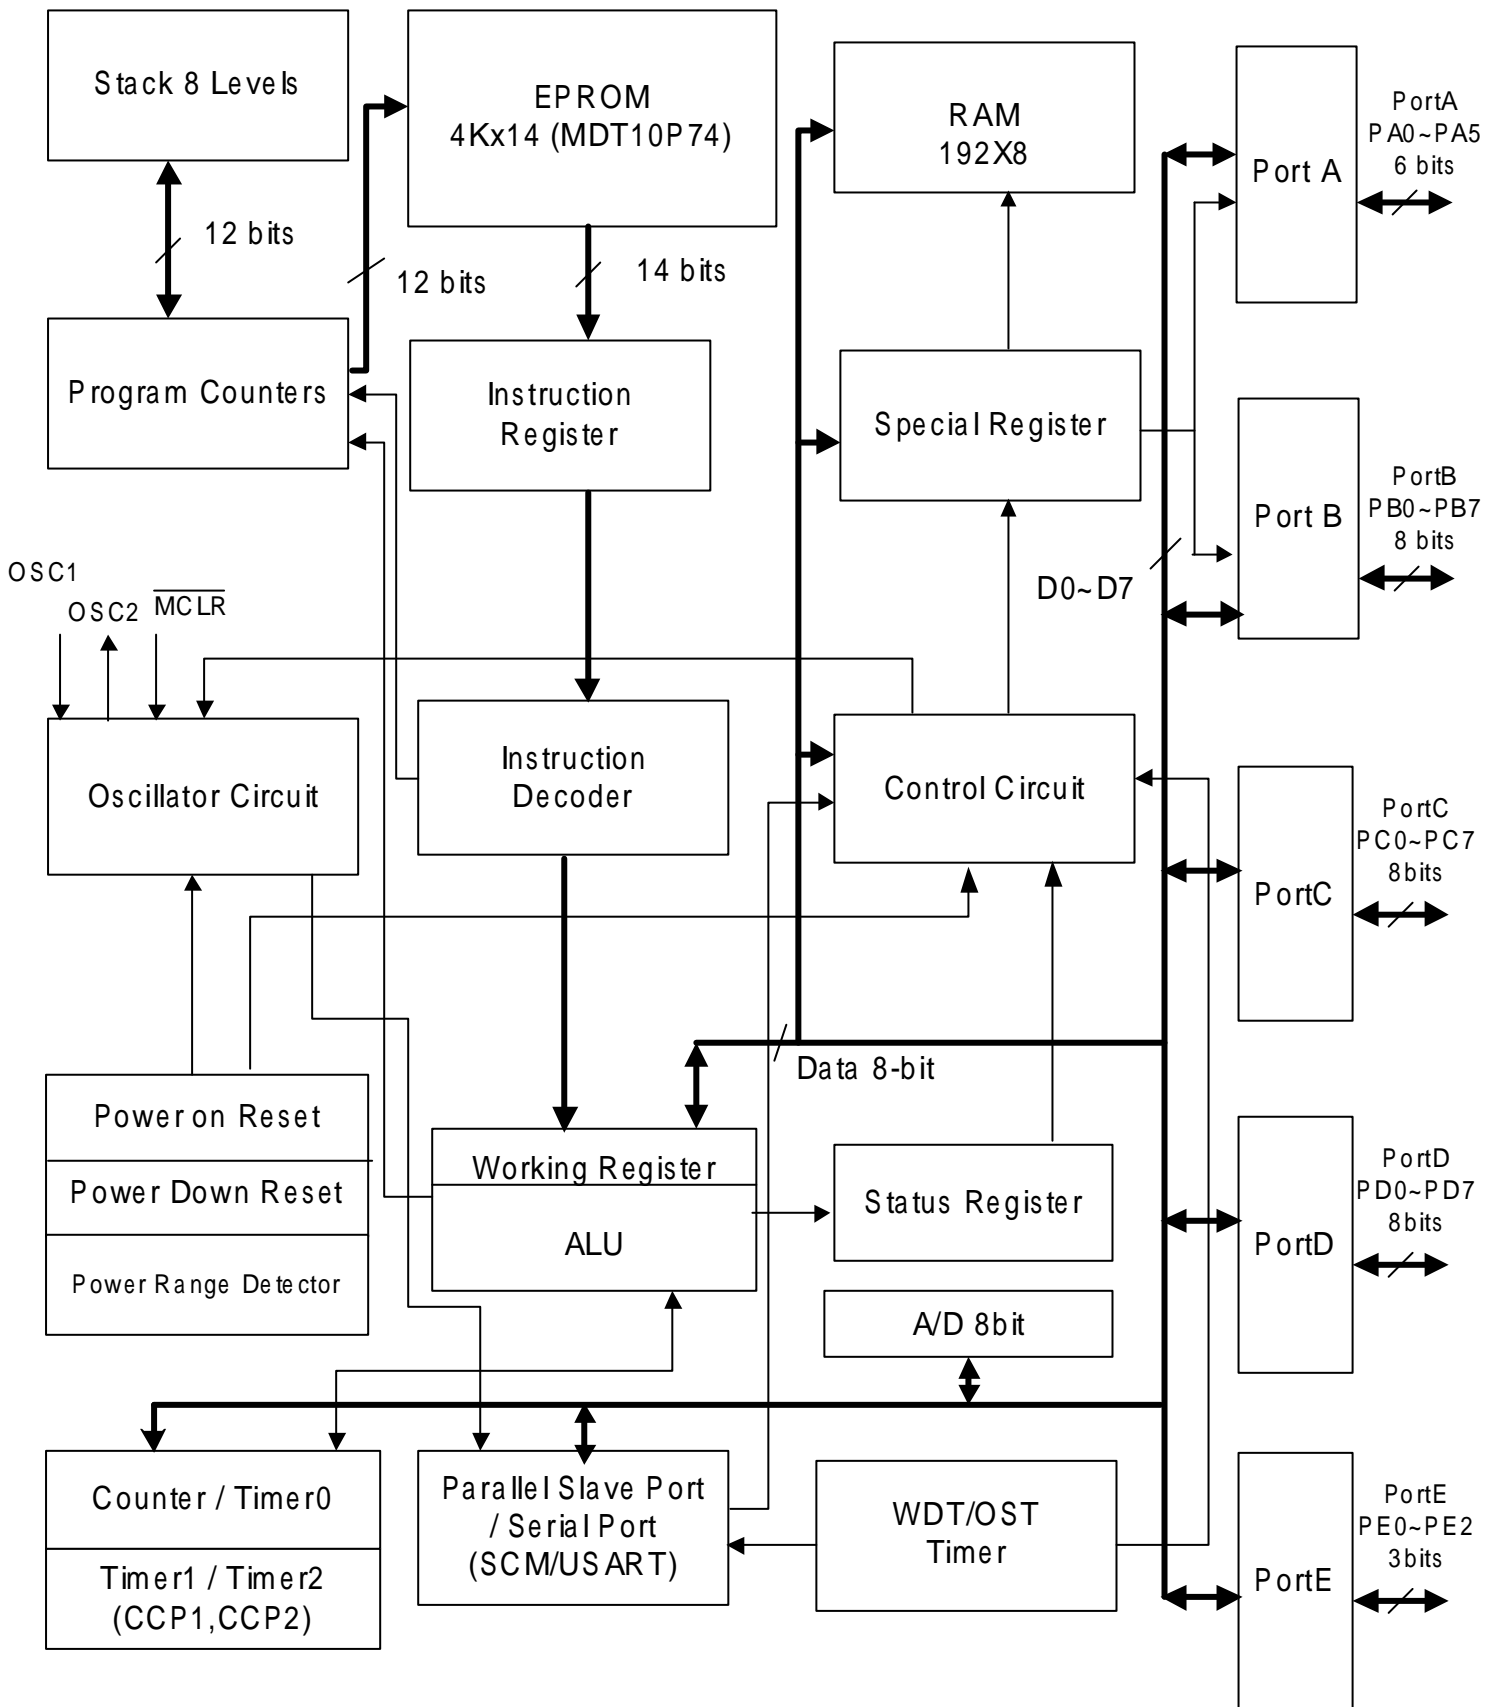 Stack 8 Levels
EPROM
4Kx14 (MDT10P74)
RAM
192X8
Port A
PortA
PA0~PA5
6 bits
12 bits
12 bits
14 bits
Program Counters
Instruction
Register
Special Register
Port B
PortB
PB0~PB7
8 bits
D0~D7
OSC1
OSC2
MCLR
Oscillator Circuit
Instruction
Decoder
Control Circuit
PortC
PortC
PC0~PC7
8bits
Data 8-bit
Power on Reset
Power Down Reset
Power Range Detector
Working Register
ALU
Status Register
A/D 8bit
PortD
PortD
PD0~PD7
8bits
Counter / Timer0
Timer1 / Timer2
(CCP1,CCP2)
Parallel Slave Port
/ Serial Port
(SCM/USART)
WDT/OST
Timer
PortE
PortE
PE0~PE2
3bits